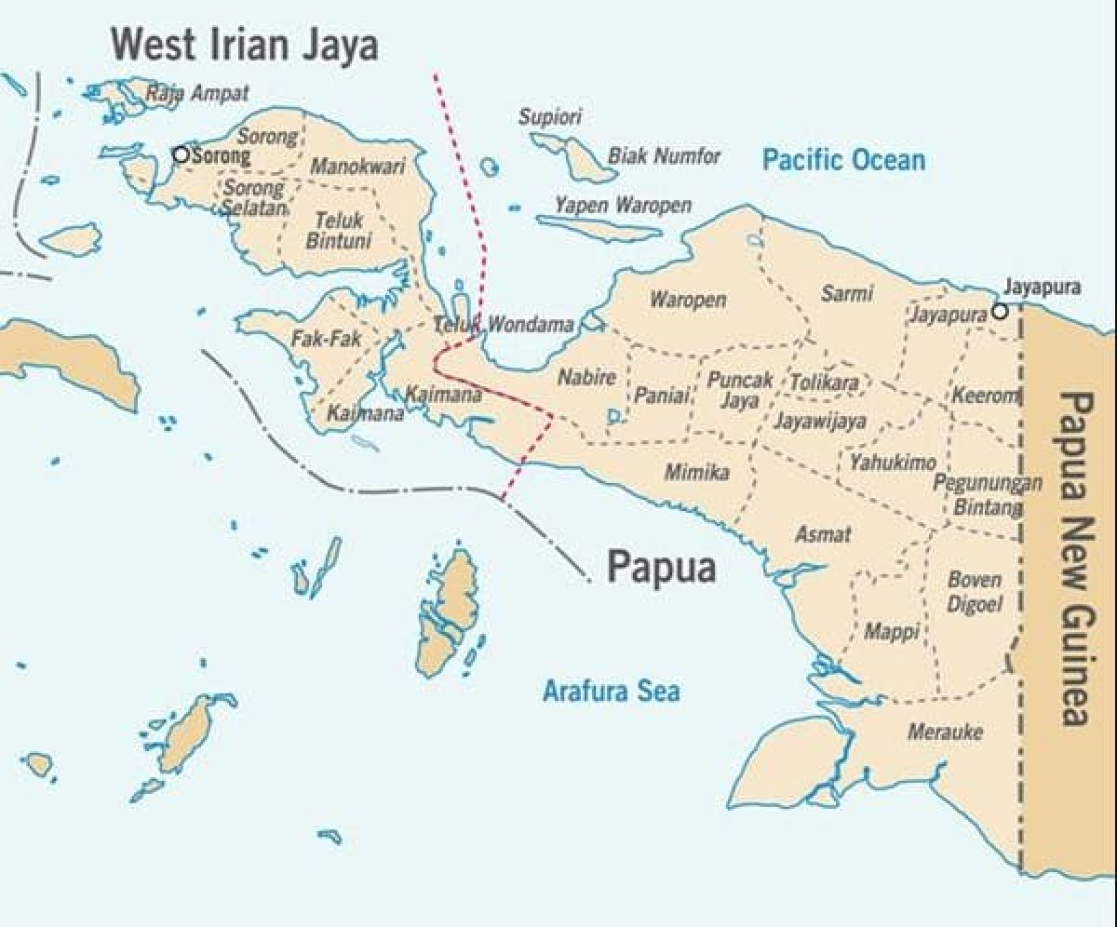 West Irian Jaya
Raja Ampat
Sorong
Sorong
Manokwari
Sorong
Selatan
Teluk
Bintuni
Supiori
Biak Numfor
Pacific Ocean
Yapen Waropen
Fak-Fak
Teluk Wondama
Kaimana
Kaimana
Waropen
Sarmi
Jayapura
Jayapura
Nabire
Paniai
Puncak
Jaya
Tolikara
Jayawijaya
Keerom
Mimika
Yahukimo
Pegunungan
Bintang
Asmat
Papua
Boven
Digoel
Mappi
Arafura Sea
Merauke
Papua New Guinea